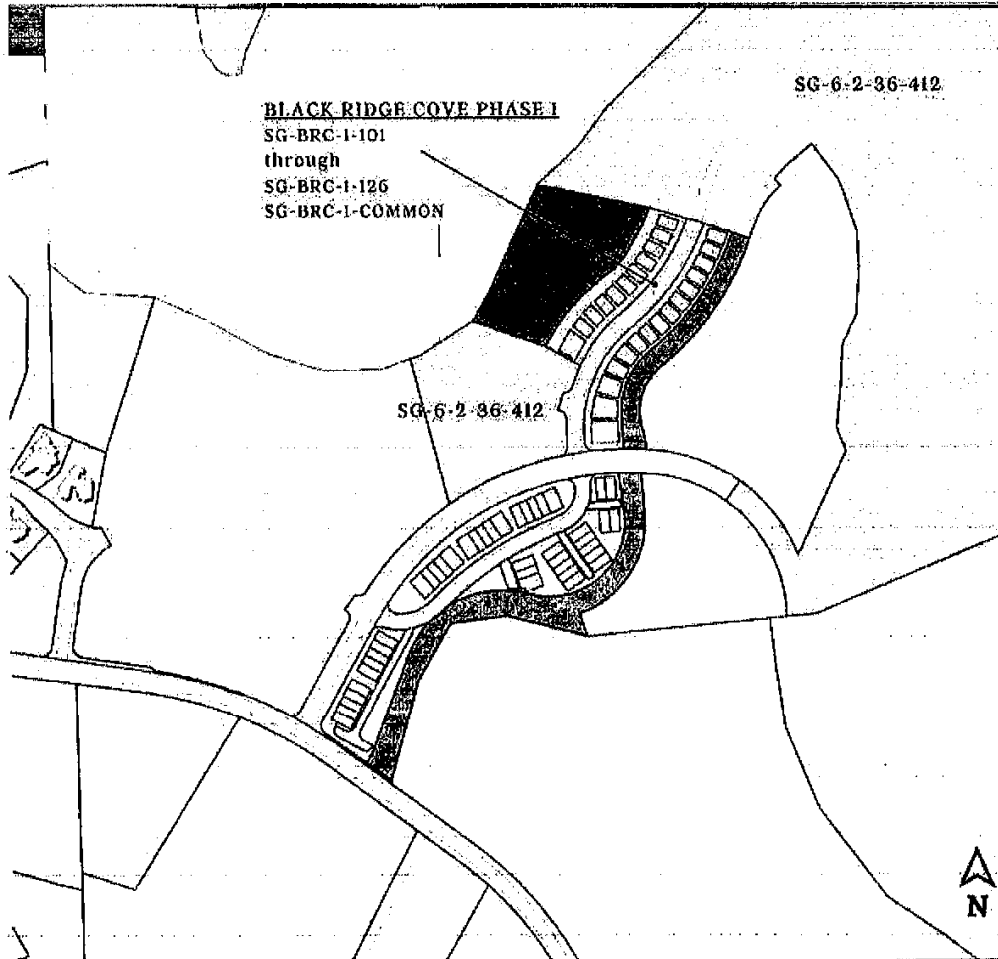 SG-6-2-36-412
BLACK RIDGE COVE PHASE 1
SG-BRC-1-101
through
SG-BRC-1-126
SG-BRC-1-COMMON
SG-6-2-36-412
N